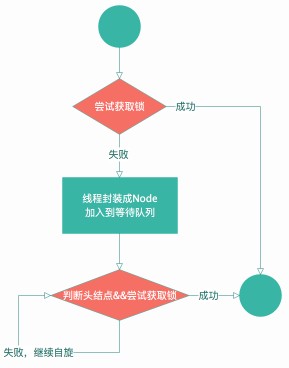 尝试获取锁
成功
失败
线程封装成Node
加入到等待队列
判断头结点&&尝试获取锁
成功
失败，继续自旋